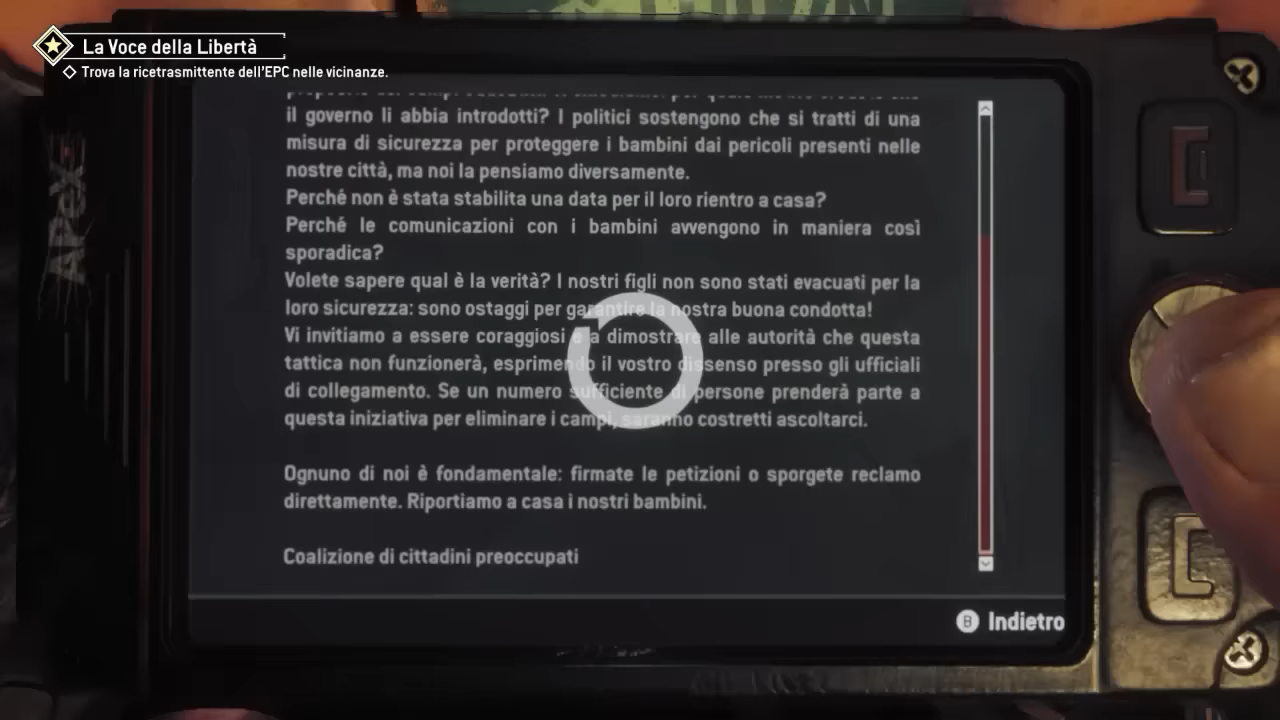 La Voce della Libertà
Trova la ricetrasmittente dell'EPC nelle vicinanze.
il governo li abbia introdotti? I politici sostengono che si tratti di una
misura di sicurezza per proteggere i bambini dai pericoli presenti nelle
nostre città, ma noi la pensiamo diversamente.
Perché non è stata stabilita una data per il loro rientro a casa?
Perché le comunicazioni con i bambini avvengono in maniera così
sporadica?
Volete sapere qual è la verità? I nostri figli non sono stati evacuati per la
loro sicurezza: sono ostaggi per garantire la nostra buona condotta!
Vi invitiamo a essere coraggiosi e a dimostrare alle autorità che questa
tattica non funzionerà, esprimendo il vostro dissenso presso gli ufficiali
di collegamento. Se un numero sufficiente di persone prenderà parte a
questa iniziativa per eliminare i campi, saranno costretti ascoltarci.
Ognuno di noi è fondamentale: firmate le petizioni o sporgete reclamo
direttamente. Riportiamo a casa i nostri bambini.
Coalizione di cittadini preoccupati
B Indietro
APEX